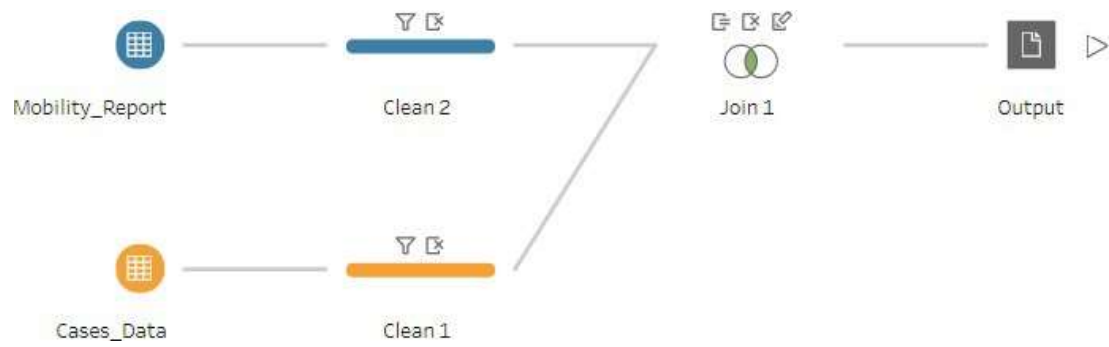 Mobility_Report
Clean 2
Join 1
Output
Cases_Data
Clean 1